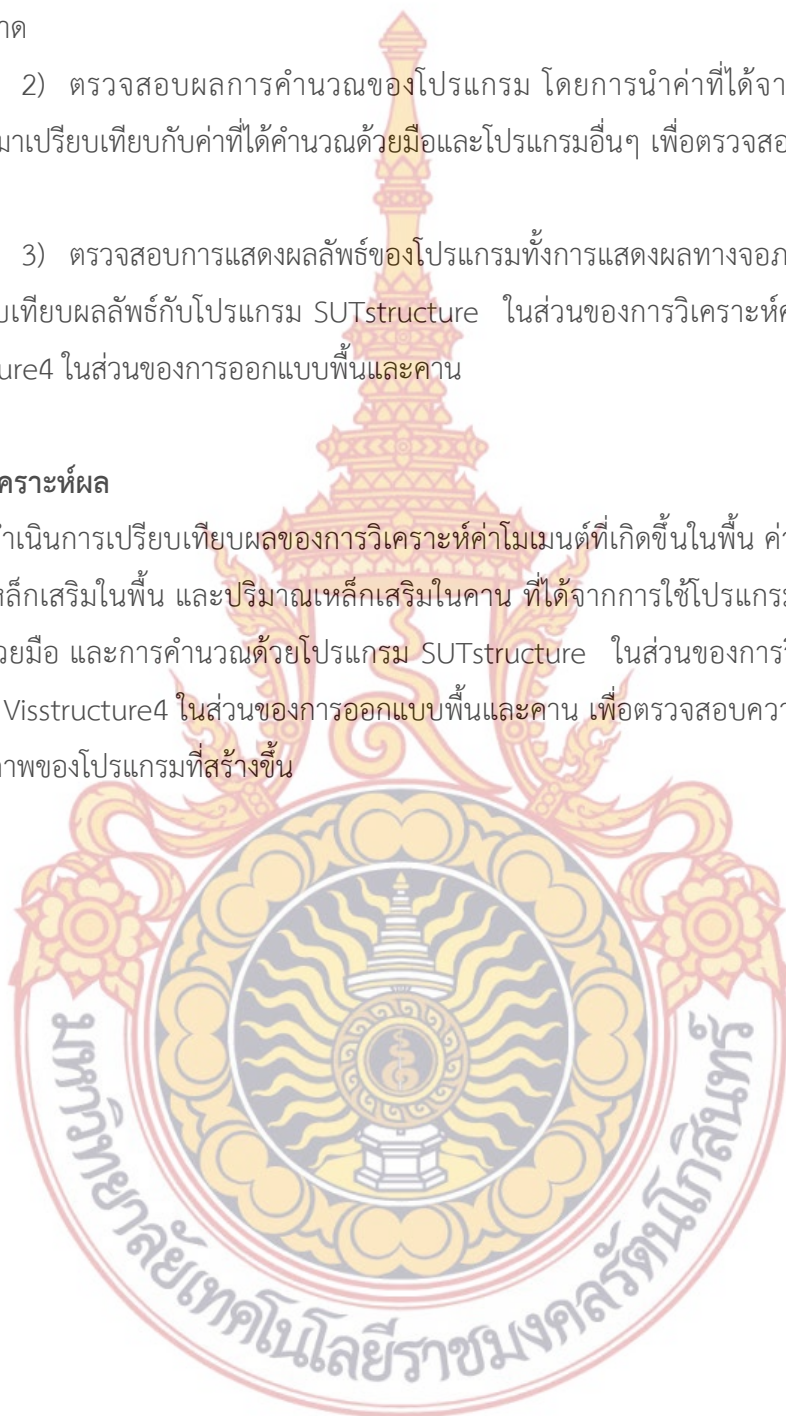 าด
2) ตรวจสอบผลการคำนวณของโปรแกรม โดยการนำค่าที่ได้จา
มาเปรียบเทียบกับค่าที่ได้คำนวณด้วยมือและโปรแกรมอื่นๆ เพื่อตรวจสอ
3) ตรวจสอบการแสดงผลลัพธ์ของโปรแกรมทั้งการแสดงผลทางจอภ
บเทียบผลลัพธ์กับโปรแกรม SUTstructure ในส่วนของการวิเคราะห์ค
ure4 ในส่วนของการออกแบบพื้นและคาน
คราะห์ผล
ำเนินการเปรียบเทียบผลของการวิเคราะห์ค่าโมเมนต์ที่เกิดขึ้นในพื้น ค่า
หล็กเสริมในพื้น และปริมาณเหล็กเสริมในคาน ที่ได้จากการใช้โปรแกรม
วยมือ และการคำนวณด้วยโปรแกรม SUTstructure ในส่วนของการวิ
Visstructure4 ในส่วนของการออกแบบพื้นและคาน เพื่อตรวจสอบควา
าพของโปรแกรมที่สร้างขึ้น
มหาวิทยาลัยเทคโนโลยีราชมงคลรัตนโกสินทร์